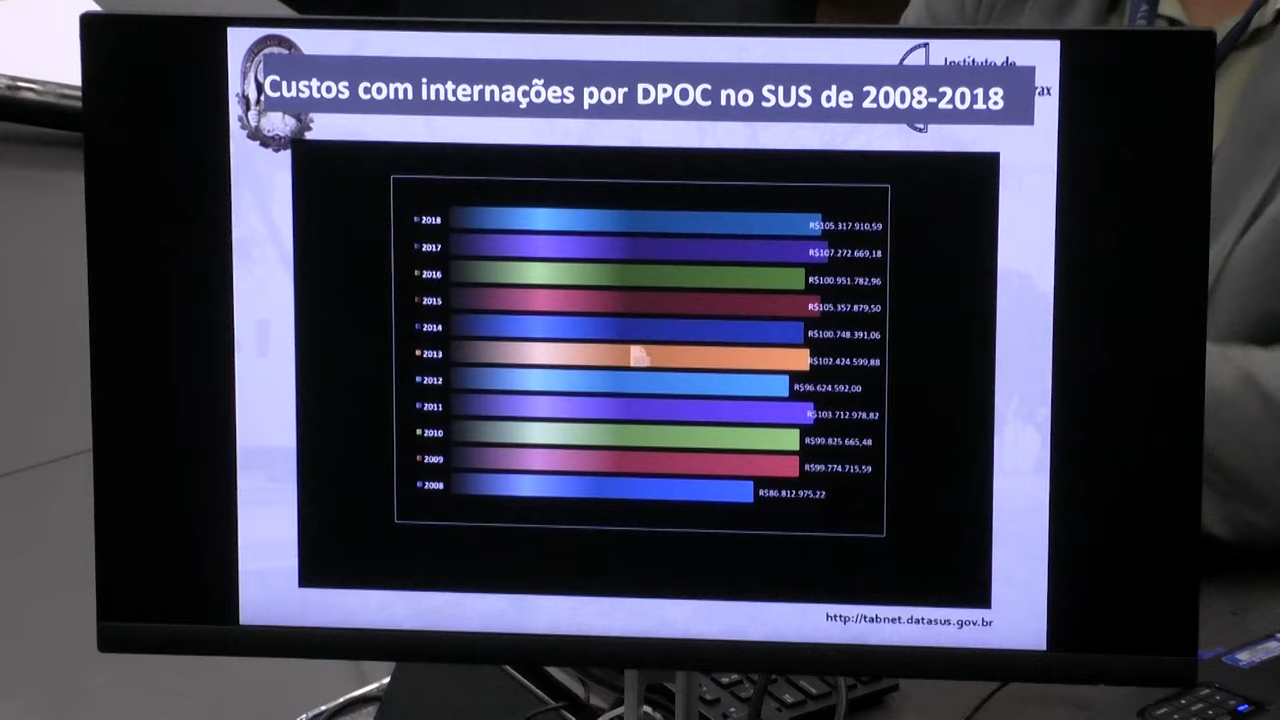 Instituto de
Custos com internações por DPOC no SUS de 2008-2018
2018 R$105.317.910,59
2017 R$107.272.669,18
2016 R$100.951.782,96
2015 R$105.357.879,50
2014 R$100.748.391,06
2013 R$102.424.599,88
2012 R$96.624.592,00
2011 R$103.712.978,82
2010 R$99.825.665,48
2009 R$99.774.715,59
2008 R$86.812.975,22
http://tabnet.datasus.gov.br